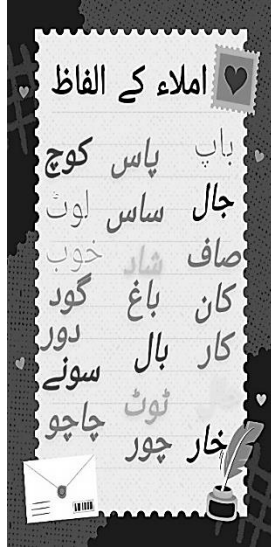 املاء کے الفاظ
باپ پاس کوچ
جال ساس لوٹ
صاف شاد خوب
کان باغ گود
کار بال دور
سونے
ٹوٹ چاچو
خار چور